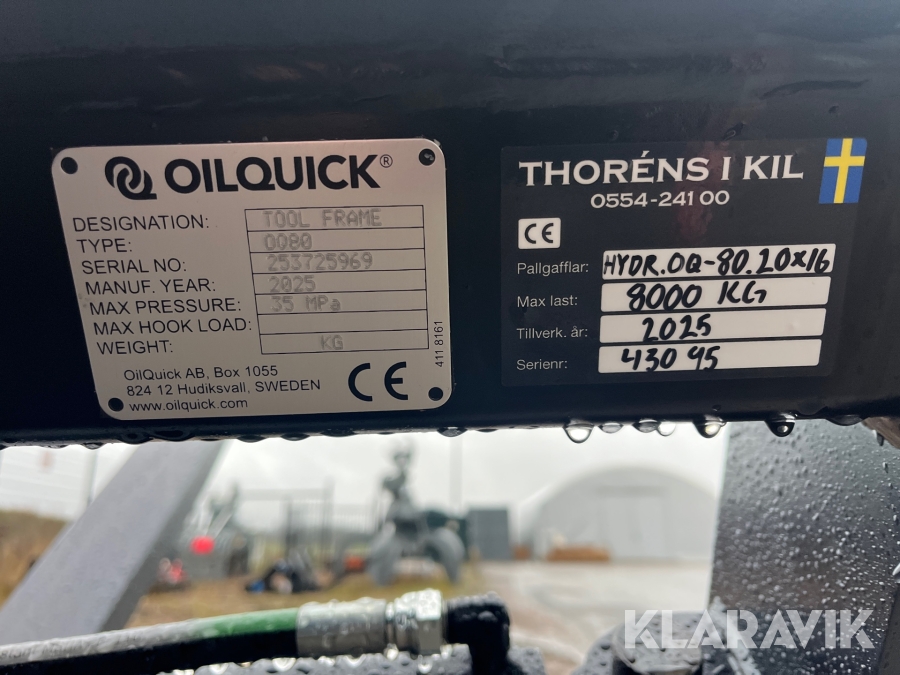 OILQUICK®
DESIGNATION: TOOL FRAME
TYPE: OQ80
SERIAL NO: 253725969
MANUF. YEAR: 2025
MAX PRESSURE: 35 MPa
MAX HOOK LOAD:
WEIGHT: KG
OilQuick AB, Box 1055
824 12 Hudiksvall, SWEDEN
www.oilquick.com
CE
411 8161
THORÉNS I KIL
0554-241 00
CE
Pallgafflar: HYDR.OQ-80.20x16
Max last: 8000 KG
Tillverk. år: 2025
Serienr: 43095
KLARAVIK